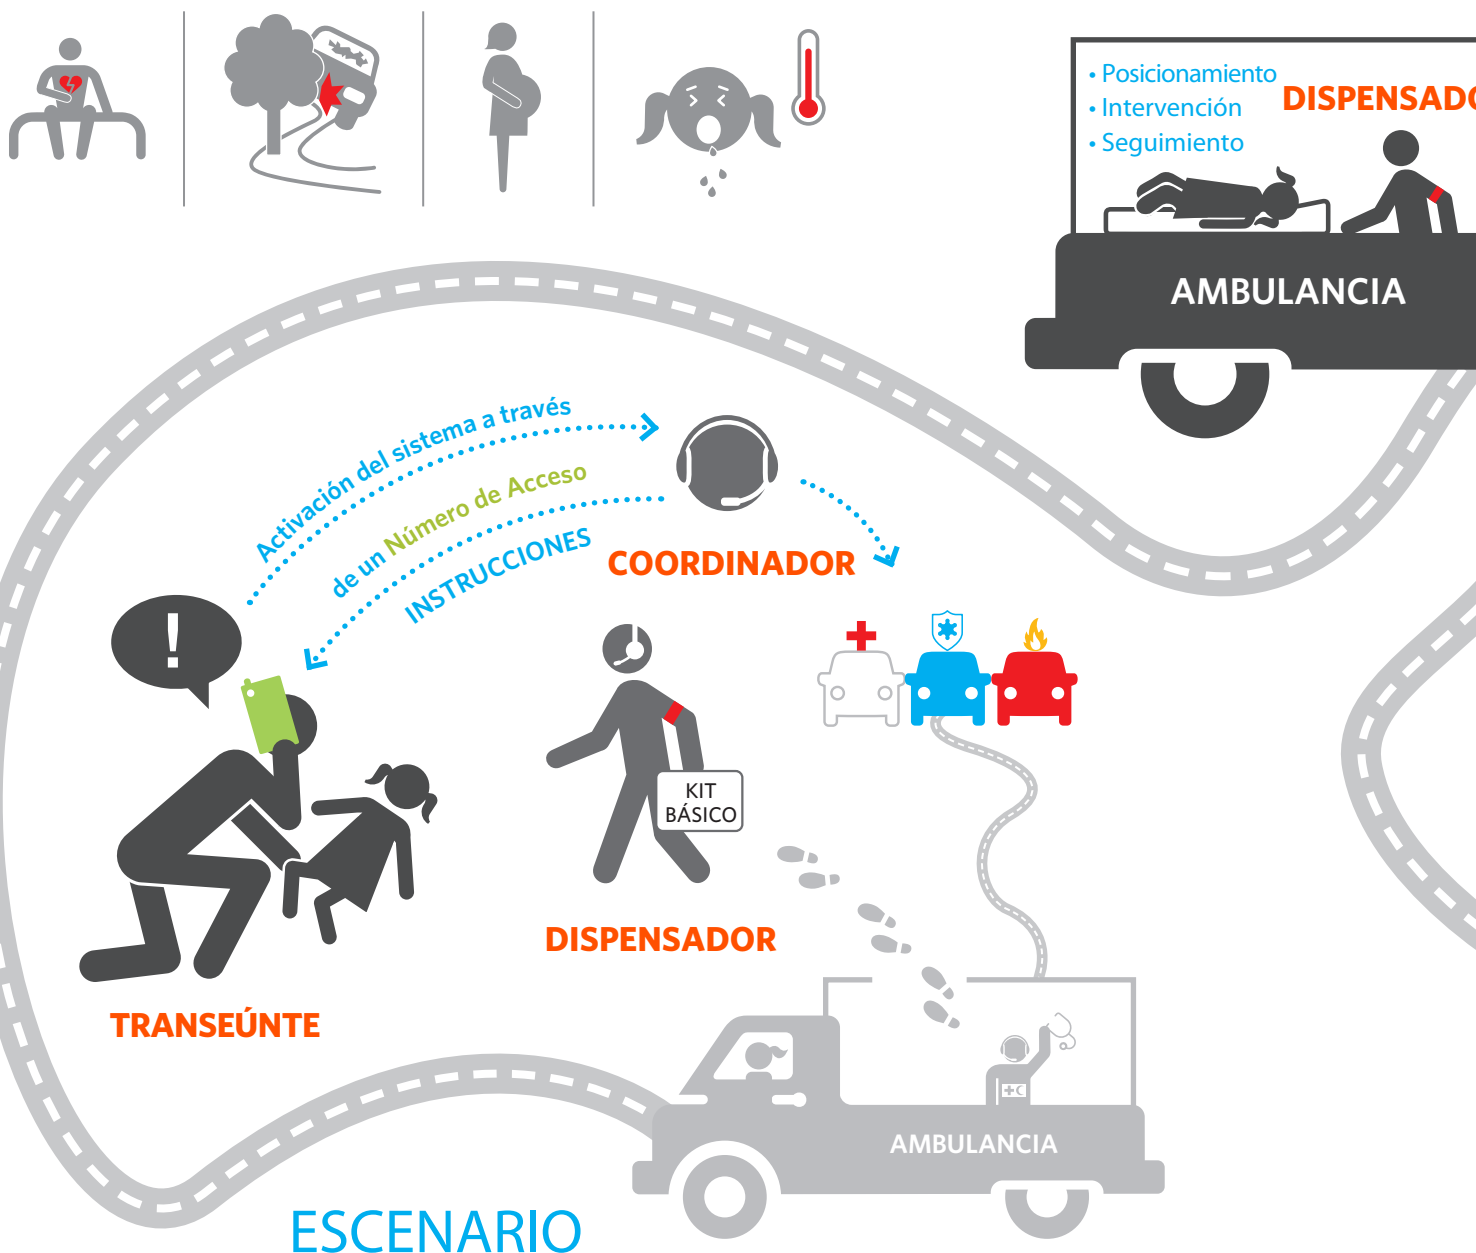 • Posicionamiento
• Intervención
• Seguimiento
DISPENSADO
AMBULANCIA
Activación del sistema a través
de un Número de Acceso
INSTRUCCIONES
COORDINADOR
!
KIT
BÁSICO
DISPENSADOR
TRANSEÚNTE
AMBULANCIA
ESCENARIO